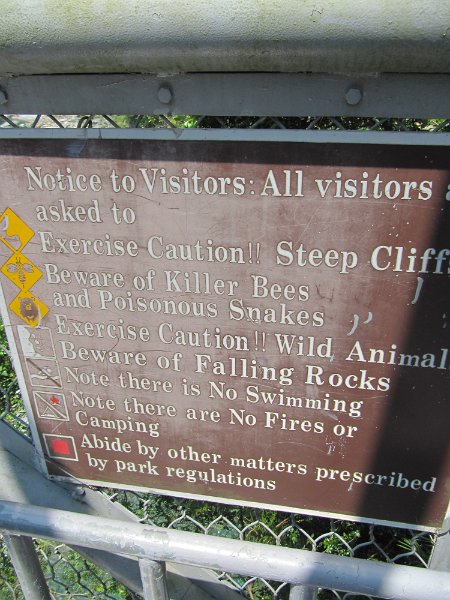 Notice to Visitors: All visitors a
asked to
Exercise Caution!! Steep Cliffs
Beware of Killer Bees
and Poisonous Snakes
Exercise Caution!! Wild Animal
Beware of Falling Rocks
Note there is No Swimming
Note there are No Fires or
Camping
Abide by other matters prescribed
by park regulations